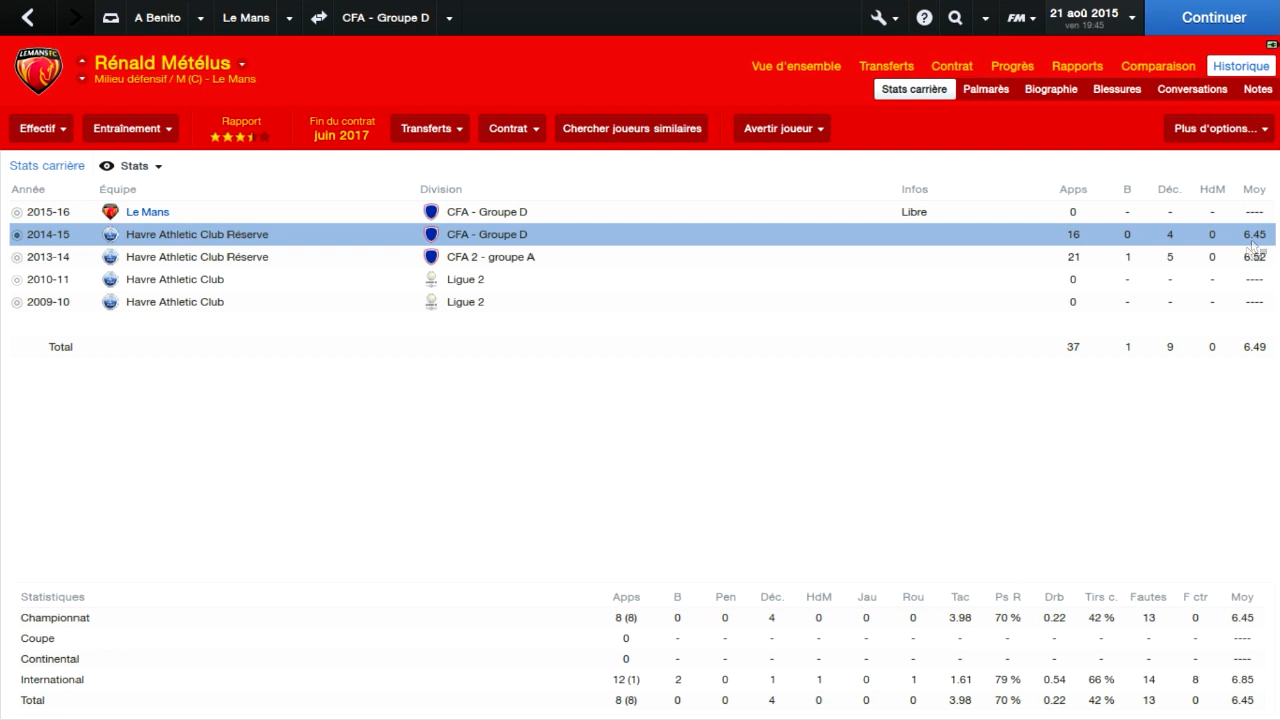 A Benito Le Mans CFA - Groupe D FM 21 aoû 2015 ven 19:45 Continuer
LEMANSFC
Rénald Métélus
Milieu défensif / M (C) - Le Mans
Vue d'ensemble Transferts Contrat Progrès Rapports Comparaison Historique
Stats carrière Palmarès Biographie Blessures Conversations Notes
Effectif Entraînement Rapport Fin du contrat juin 2017 Transferts Contrat Chercher joueurs similaires Avertir joueur Plus d'options...
Stats carrière Stats
Année Équipe Division Infos Apps B Déc. HdM Moy
2015-16 Le Mans CFA - Groupe D Libre 0 - - - ----
2014-15 Havre Athletic Club Réserve CFA - Groupe D 16 0 4 0 6.45
2013-14 Havre Athletic Club Réserve CFA 2 - groupe A 21 1 5 0 6.52
2010-11 Havre Athletic Club Ligue 2 0 - - - ----
2009-10 Havre Athletic Club Ligue 2 0 - - - ----
Total 37 1 9 0 6.49
Statistiques Apps B Pen Déc. HdM Jau Rou Tac Ps R Drb Tirs c. Fautes F ctr Moy
Championnat 8 (8) 0 0 4 0 0 0 3.98 70 % 0.22 42 % 13 0 6.45
Coupe 0 - - - - - - - - - - - - ----
Continental 0 - - - - - - - - - - - - ----
International 12 (1) 2 0 1 1 0 1 1.61 79 % 0.54 66 % 14 8 6.85
Total 8 (8) 0 0 4 0 0 0 3.98 70 % 0.22 42 % 13 0 6.45